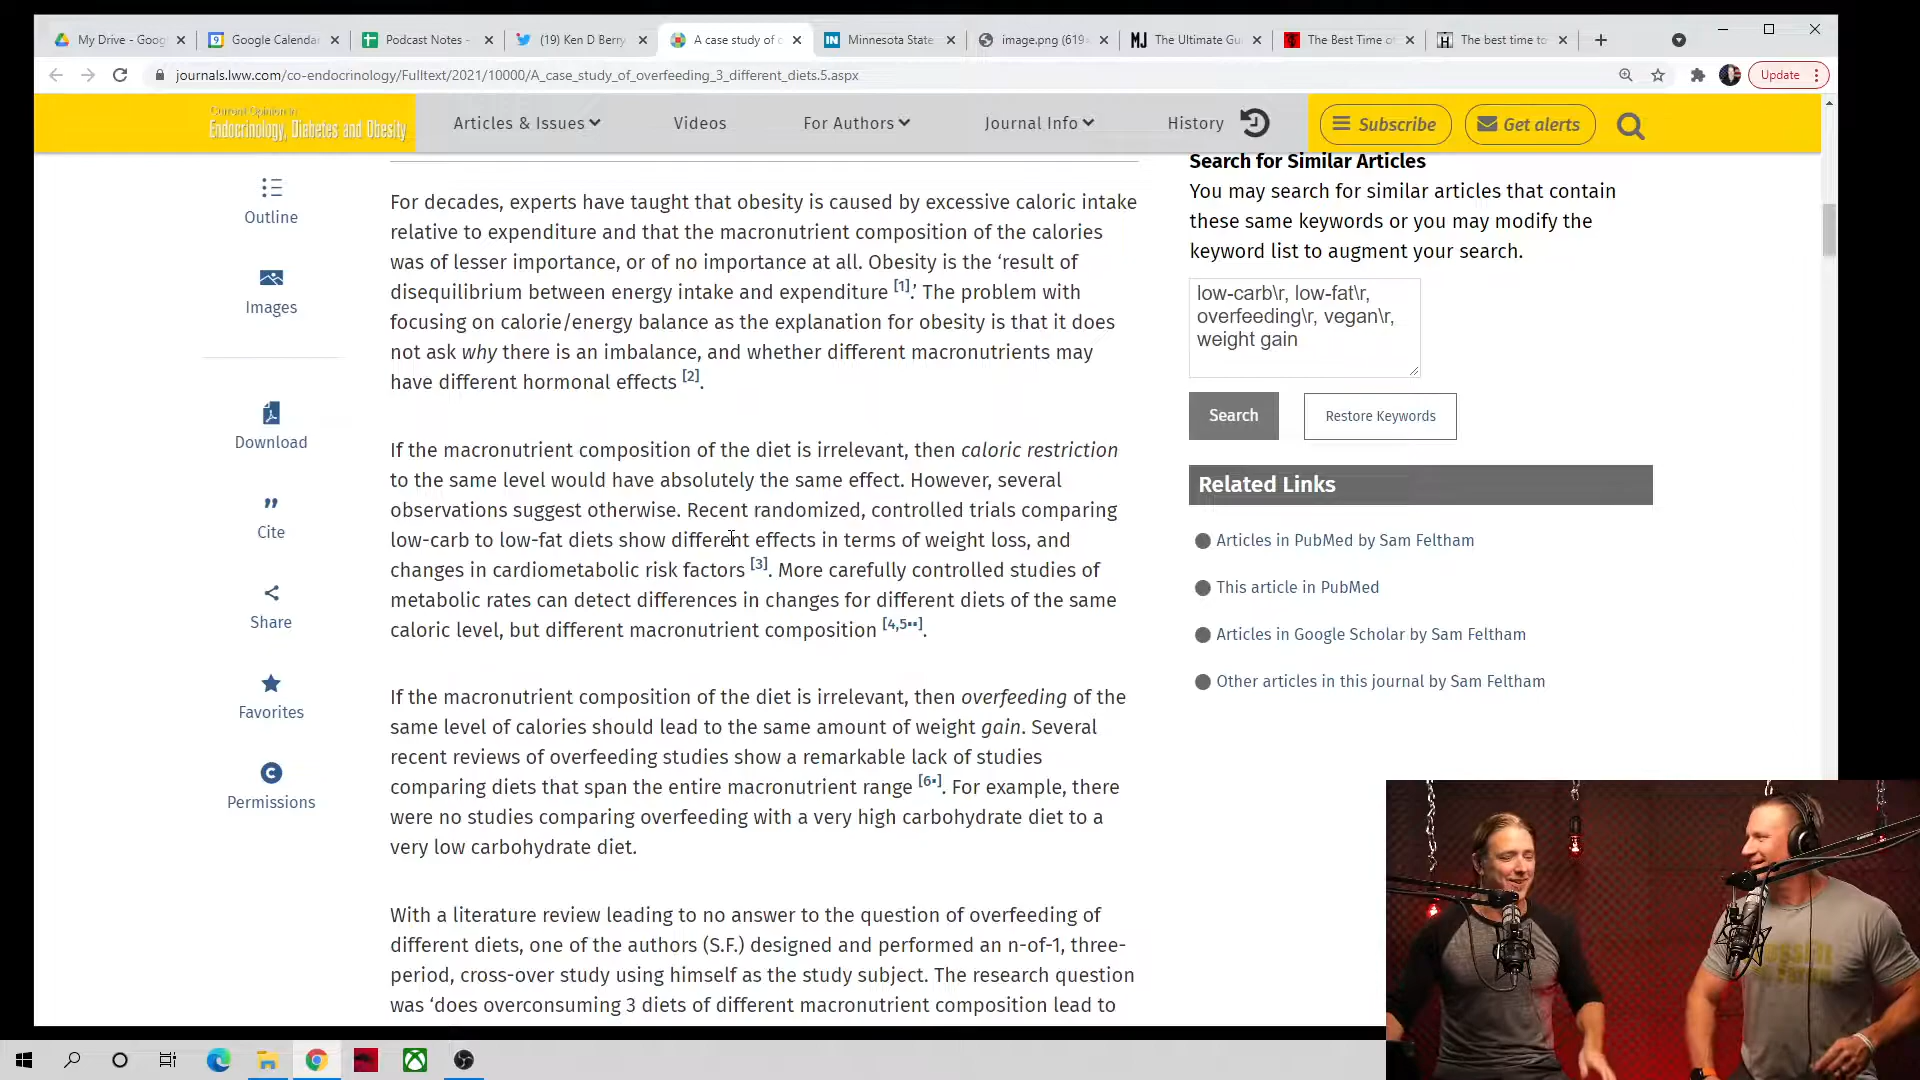 My Drive - Goog
Google Calenda
Podcast Notes -
(19) Ken D Berry
A case study of o
Minnesota State
image.png (619
The Ultimate Gu
The Best Time o
The best time to
journals.lww.com/co-endocrinology/Fulltext/2021/10000/A_case_study_of_overfeeding_3_different_diets.5.aspx
Update
Current Opinion in
Endocrinology, Diabetes and Obesity
Articles & Issues
Videos
For Authors
Journal Info
History
Subscribe
Get alerts
Outline
Images
Download
Cite
Share
Favorites
Permissions
For decades, experts have taught that obesity is caused by excessive caloric intake
relative to expenditure and that the macronutrient composition of the calories
was of lesser importance, or of no importance at all. Obesity is the ‘result of
disequilibrium between energy intake and expenditure [1].’ The problem with
focusing on calorie/energy balance as the explanation for obesity is that it does
not ask why there is an imbalance, and whether different macronutrients may
have different hormonal effects [2].
If the macronutrient composition of the diet is irrelevant, then caloric restriction
to the same level would have absolutely the same effect. However, several
observations suggest otherwise. Recent randomized, controlled trials comparing
low-carb to low-fat diets show different effects in terms of weight loss, and
changes in cardiometabolic risk factors [3]. More carefully controlled studies of
metabolic rates can detect differences in changes for different diets of the same
caloric level, but different macronutrient composition [4,5▪▪].
If the macronutrient composition of the diet is irrelevant, then overfeeding of the
same level of calories should lead to the same amount of weight gain. Several
recent reviews of overfeeding studies show a remarkable lack of studies
comparing diets that span the entire macronutrient range [6▪]. For example, there
were no studies comparing overfeeding with a very high carbohydrate diet to a
very low carbohydrate diet.
With a literature review leading to no answer to the question of overfeeding of
different diets, one of the authors (S.F.) designed and performed an n-of-1, three-
period, cross-over study using himself as the study subject. The research question
was ‘does overconsuming 3 diets of different macronutrient composition lead to
Search for Similar Articles
You may search for similar articles that contain
these same keywords or you may modify the
keyword list to augment your search.
low-carb\r, low-fat\r,
overfeeding\r, vegan\r,
weight gain
Search
Restore Keywords
Related Links
Articles in PubMed by Sam Feltham
This article in PubMed
Articles in Google Scholar by Sam Feltham
Other articles in this journal by Sam Feltham